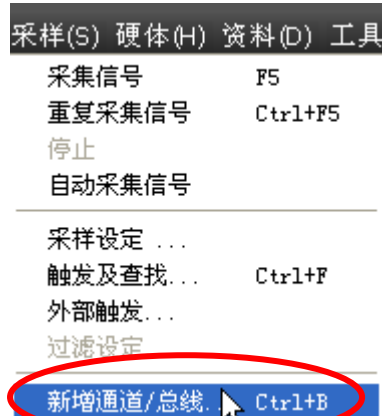 采样(S) 硬体(H) 资料(D) 工具
采集信号 F5
重复采集信号 Ctrl+F5
停止
自动采集信号
采样设定 ...
触发及查找... Ctrl+F
外部触发...
过滤设定
新增通道/总线. Ctrl+B